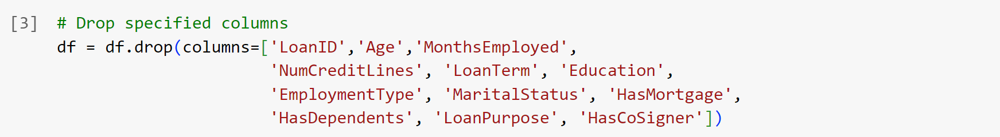 [3] # Drop specified columns
df = df.drop(columns=['LoanID','Age','MonthsEmployed',
'NumCreditLines', 'LoanTerm', 'Education',
'EmploymentType', 'MaritalStatus', 'HasMortgage',
'HasDependents', 'LoanPurpose', 'HasCoSigner'])